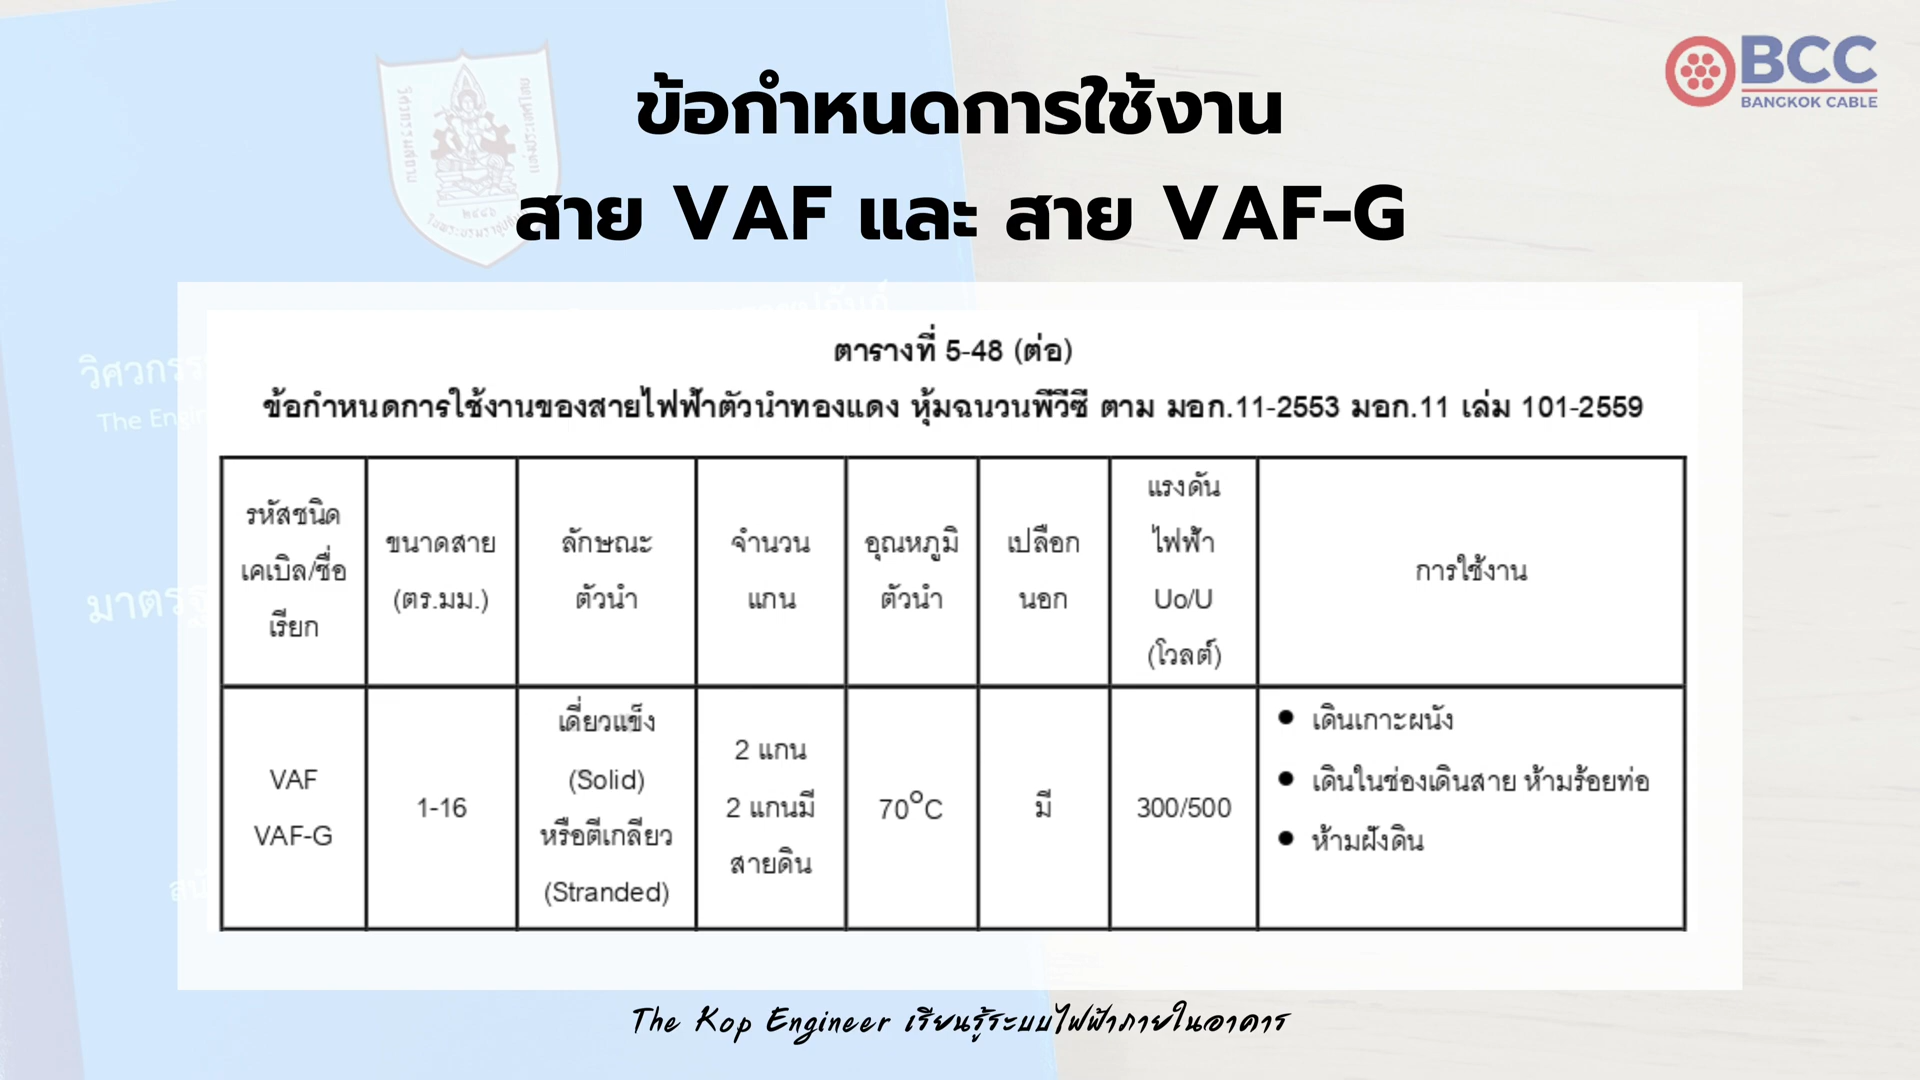 BCC
BANGKOK CABLE
ข้อกำหนดการใช้งาน
สาย VAF และ สาย VAF-G
ตารางที่ 5-48 (ต่อ)
ข้อกำหนดการใช้งานของสายไฟฟ้าตัวนำทองแดง หุ้มฉนวนพีวีซี ตาม มอก.11-2553 มอก.11 เล่ม 101-2559
รหัสชนิด
เคเบิล/ชื่อ
เรียก
ขนาดสาย
(ตร.มม.)
ลักษณะ
ตัวนำ
จำนวน
แกน
อุณหภูมิ
ตัวนำ
เปลือก
นอก
แรงดัน
ไฟฟ้า
Uo/U
(โวลต์)
การใช้งาน
VAF
VAF-G
1-16
เดี่ยวแข็ง
(Solid)
หรือตีเกลียว
(Stranded)
2 แกน
2 แกนมี
สายดิน
70°C
มี
300/500
● เดินเกาะผนัง
● เดินในช่องเดินสาย ห้ามร้อยท่อ
● ห้ามฝังดิน
The Kop Engineer เรียนรู้ระบบไฟฟ้าภายในอาคาร